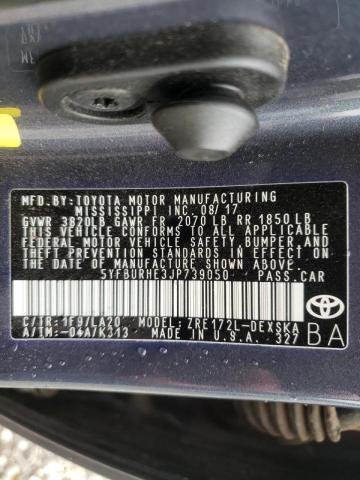 MFD.BY:TOYOTA MOTOR MANUFACTURING
MISSISSIPPI INC. 08/17
GVWR 3820LB GAWR FR 2070LB RR 1850LB
THIS VEHICLE CONFORMS TO ALL APPLICABLE
FEDERAL MOTOR VEHICLE SAFETY, BUMPER, AND
THEFT PREVENTION STANDARDS IN EFFECT ON
THE DATE OF MANUFACTURE SHOWN ABOVE.
5YFBURHE3JP739050 PASS.CAR
C/TR:1F9/LA20 MODEL:ZRE172L-DEXSKA
A/TM:-04A/K313 MADE IN U.S.A. 327
TOYOTA
BA